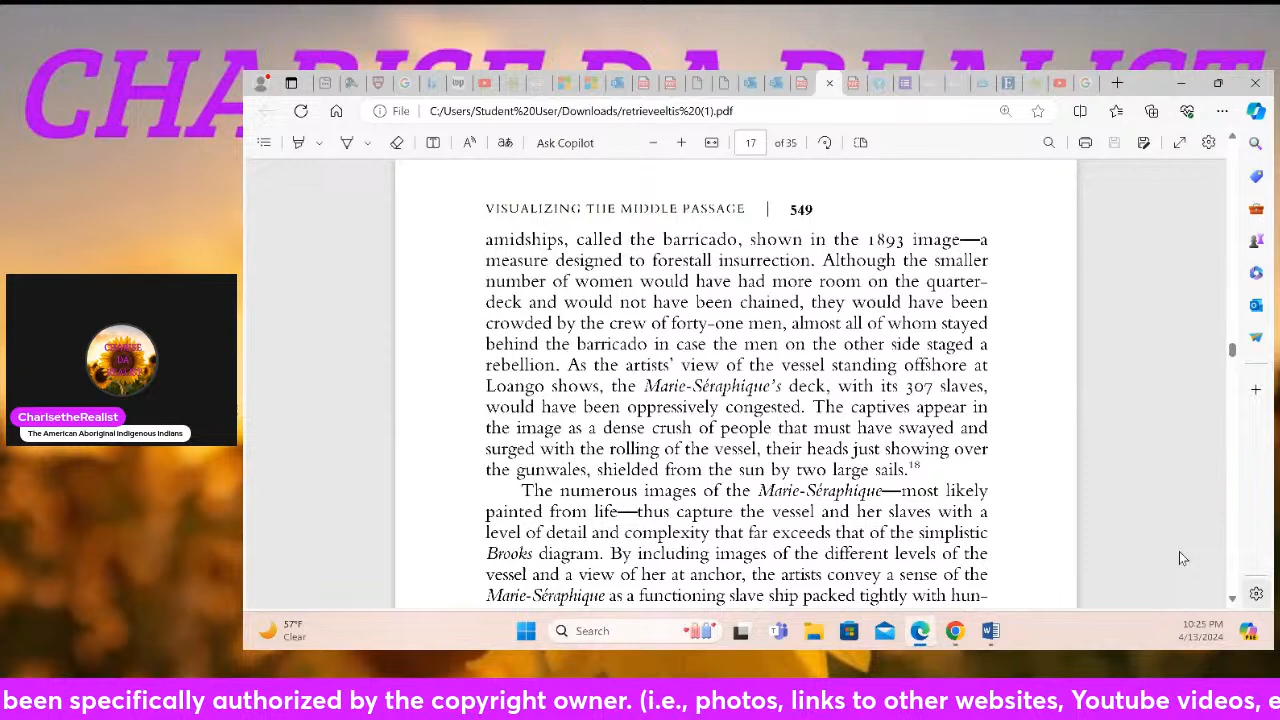 CHARISE DA REALIST
File
C:/Users/Student%20User/Downloads/retrieveeltis%20(1).pdf
Ask Copilot
17
of 35
VISUALIZING THE MIDDLE PASSAGE | 549
amidships, called the barricado, shown in the 1893 image—a
measure designed to forestall insurrection. Although the smaller
number of women would have had more room on the quarter-
deck and would not have been chained, they would have been
crowded by the crew of forty-one men, almost all of whom stayed
behind the barricado in case the men on the other side staged a
rebellion. As the artists’ view of the vessel standing offshore at
Loango shows, the Marie-Séraphique’s deck, with its 307 slaves,
would have been oppressively congested. The captives appear in
the image as a dense crush of people that must have swayed and
surged with the rolling of the vessel, their heads just showing over
the gunwales, shielded from the sun by two large sails.18
The numerous images of the Marie-Séraphique—most likely
painted from life—thus capture the vessel and her slaves with a
level of detail and complexity that far exceeds that of the simplistic
Brooks diagram. By including images of the different levels of the
vessel and a view of her at anchor, the artists convey a sense of the
Marie-Séraphique as a functioning slave ship packed tightly with hun-
CHARISE
DA
REALIST
CharisetheRealist
The American Aboriginal Indigenous Indians
57°F
Clear
Search
10:25 PM
4/13/2024
been specifically authorized by the copyright owner. (i.e., photos, links to other websites, Youtube videos, e